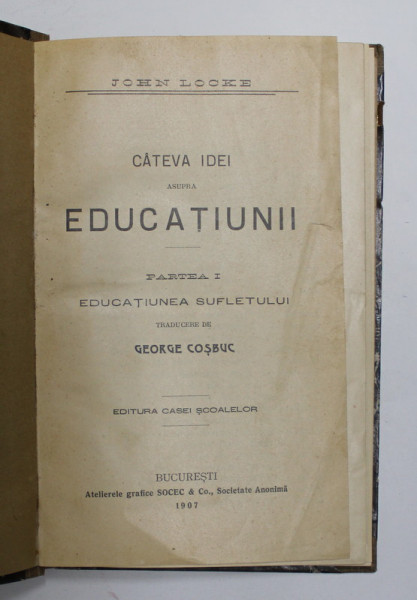 JOHN LOCKE
CÂTEVA IDEI
ASUPRA
EDUCAȚIUNII
PARTEA I
EDUCAȚIUNEA SUFLETULUI
TRADUCERE DE
GEORGE COȘBUC
EDITURA CASEI ȘCOALELOR
BUCUREȘTI
Atelierele grafice SOCEC & Co., Societate Anonimă
1907